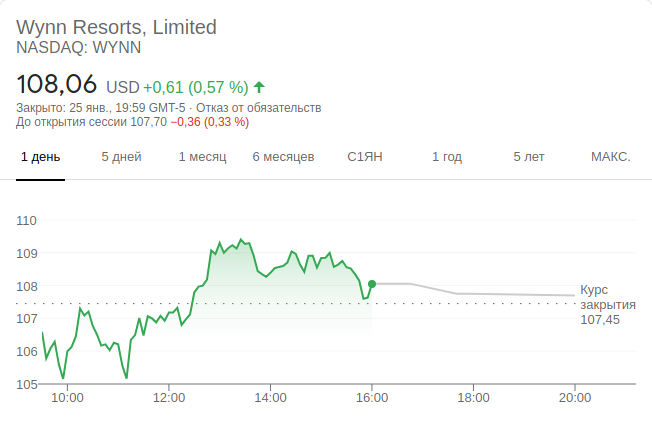 Wynn Resorts, Limited
NASDAQ: WYNN
108,06 USD +0,61 (0,57 %)
Закрыто: 25 янв., 19:59 GMT-5 · Отказ от обязательств
До открытия сессии 107,70 −0,36 (0,33 %)
1 день 5 дней 1 месяц 6 месяцев С1ЯН 1 год 5 лет МАКС.
110
109
108
107
106
105
Курс
закрытия
107,45
10:00 12:00 14:00 16:00 18:00 20:00